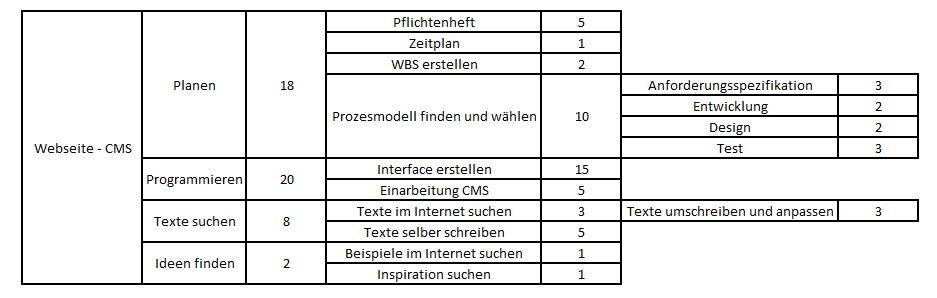 Pflichtenheft 5
Zeitplan 1
WBS erstellen 2
Anforderungsspezifikation 3
Planen 18 Entwicklung 2
Prozesmodell finden und wählen 10
Design 2
Webseite - CMS Test 3
Interface erstellen 15
Programmieren 20
Einarbeitung CMS 5
Texte im Internet suchen 3 Texte umschreiben und anpassen 3
Texte suchen 8
Texte selber schreiben 5
Beispiele im Internet suchen 1
Ideen finden 2
Inspiration suchen 1